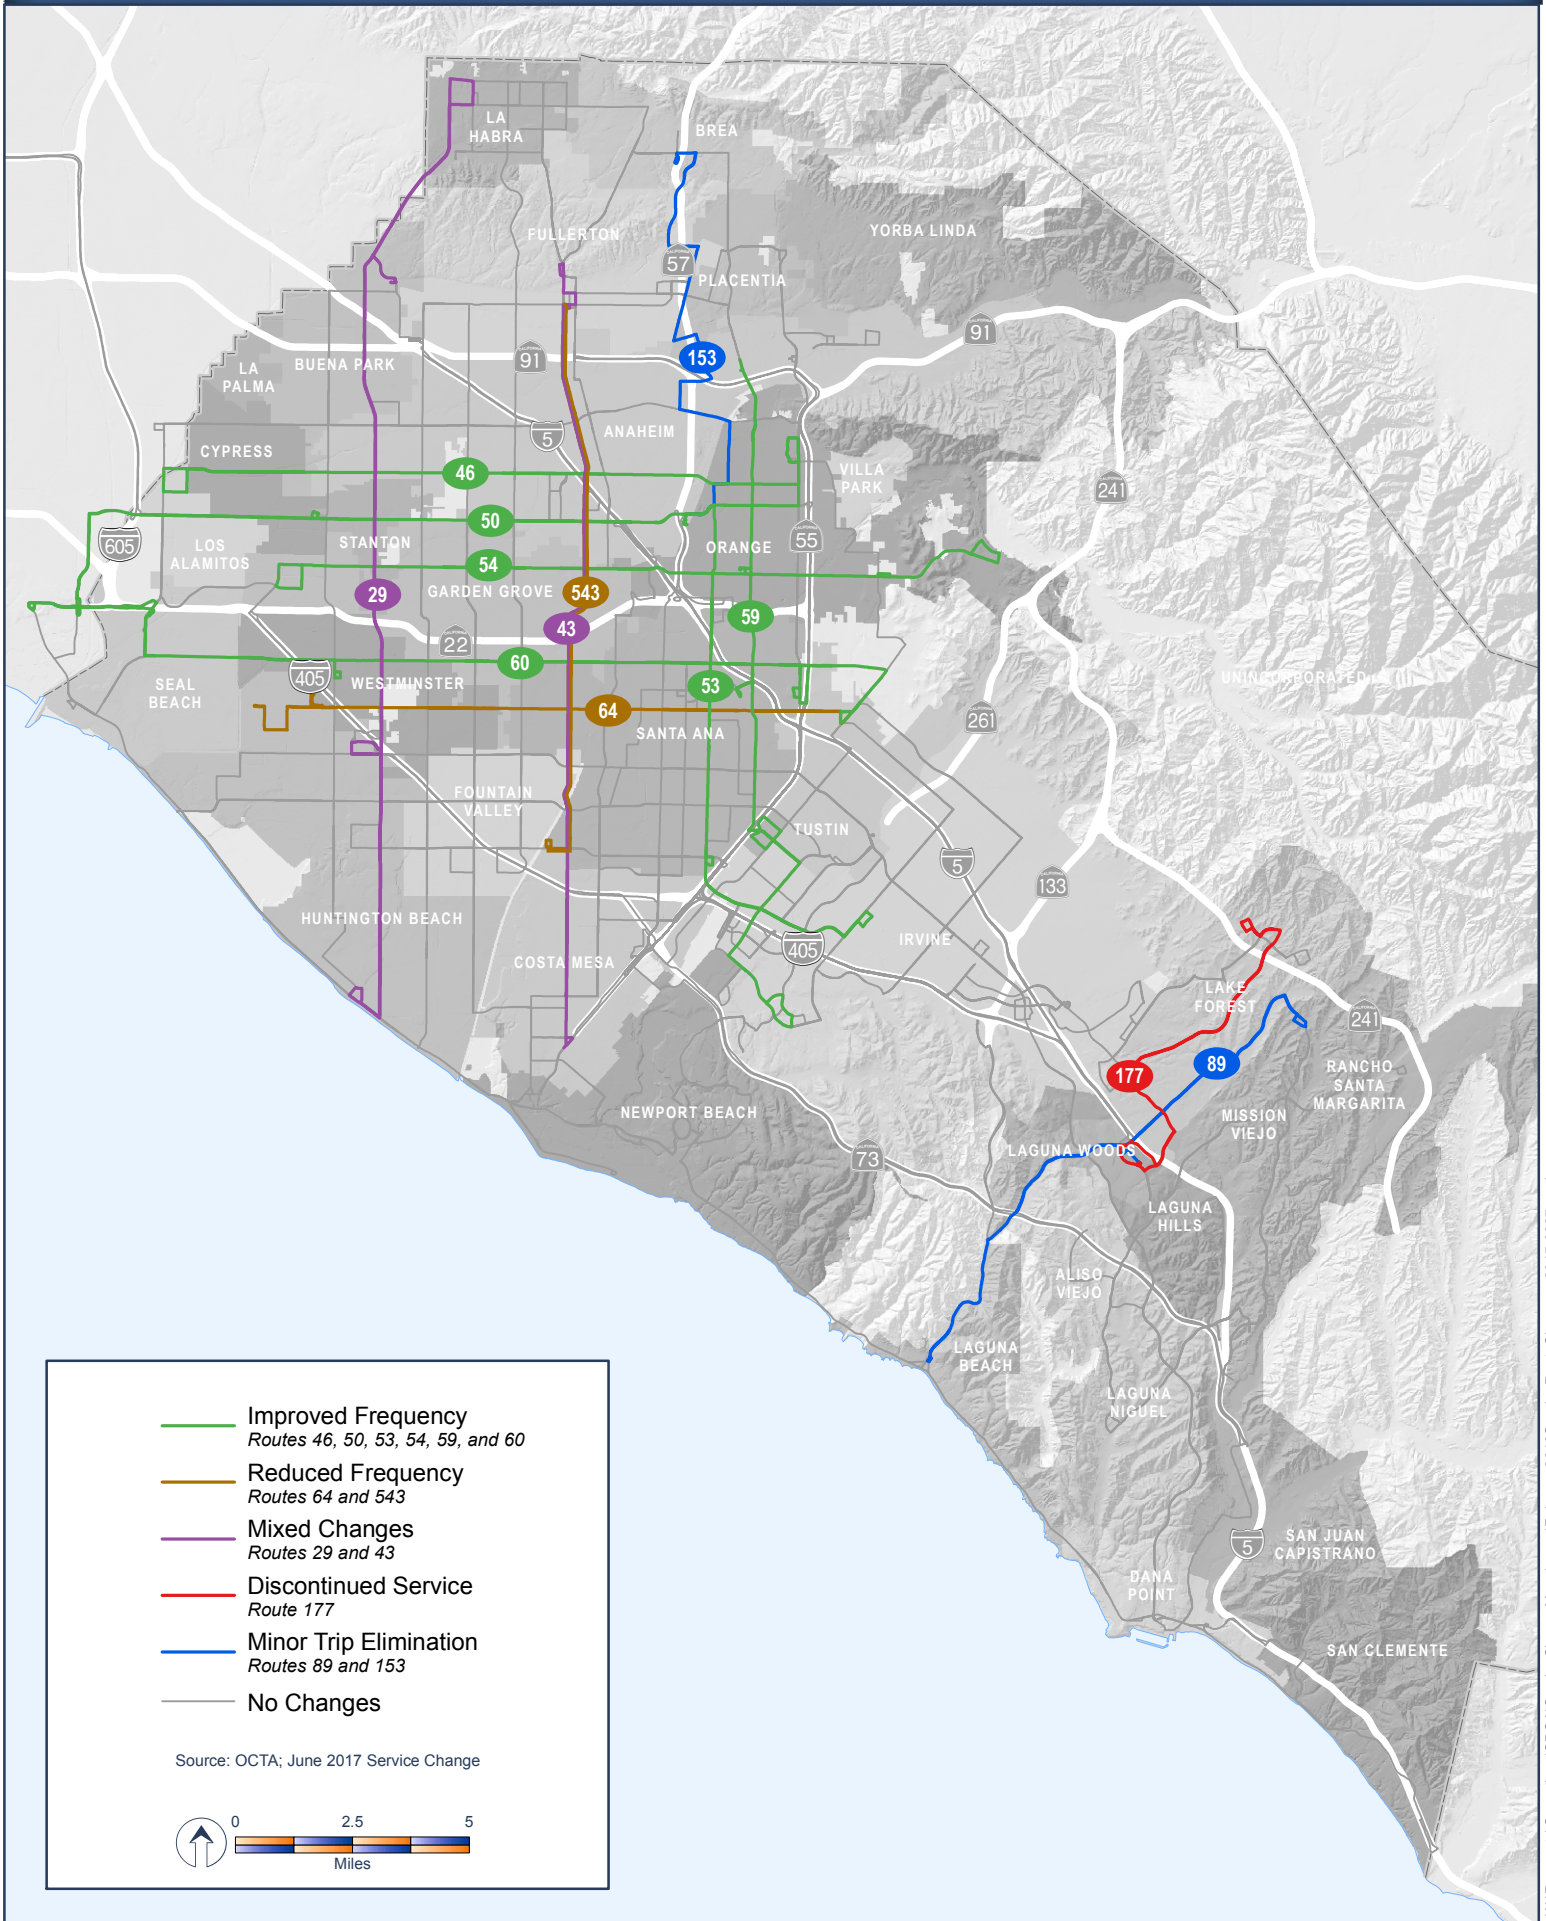 LA
HABRA
BREA
FULLERTON
YORBA LINDA
CALIFORNIA
57
PLACENTIA
CALIFORNIA
91
CALIFORNIA
91
153
BUENA PARK
LA
PALMA
5
ANAHEIM
CYPRESS
46
VILLA
PARK
241
50
605
LOS
ALAMITOS
STANTON
54
ORANGE
CALIFORNIA
55
29
GARDEN GROVE
543
43
59
CALIFORNIA
22
60
405
WESTMINSTER
SEAL
BEACH
53
UNINCORPORATED
64
SANTA ANA
261
FOUNTAIN
VALLEY
TUSTIN
5
133
HUNTINGTON BEACH
COSTA MESA
405
IRVINE
LAKE
FOREST
241
177
89
RANCHO
SANTA
MARGARITA
NEWPORT BEACH
MISSION
VIEJO
CALIFORNIA
73
LAGUNA WOODS
LAGUNA
HILLS
ALISO
VIEJO
LAGUNA
BEACH
LAGUNA
NIGUEL
5
SAN JUAN
CAPISTRANO
DANA
POINT
SAN CLEMENTE
Improved Frequency
Routes 46, 50, 53, 54, 59, and 60
Reduced Frequency
Routes 64 and 543
Mixed Changes
Routes 29 and 43
Discontinued Service
Route 177
Minor Trip Elimination
Routes 89 and 153
No Changes
Source: OCTA; June 2017 Service Change
0 2.5 5
Miles